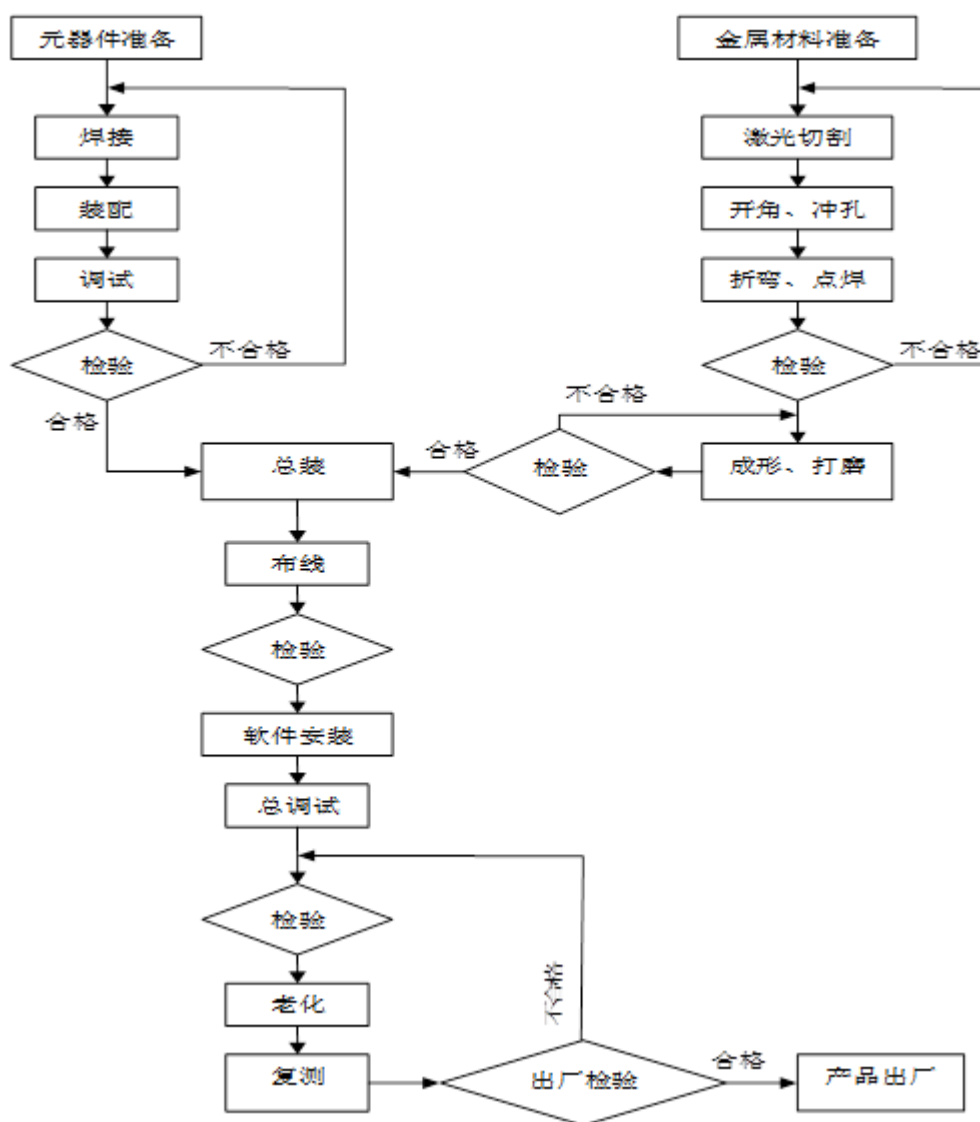 元器件准备
金属材料准备
焊接
激光切割
装配
开角、冲孔
调试
折弯、点焊
检验
不合格
检验
不合格
合格
不合格
总装
合格
检验
成形、打磨
布线
检验
软件安装
总调试
检验
不合格
老化
复测
出厂检验
合格
产品出厂